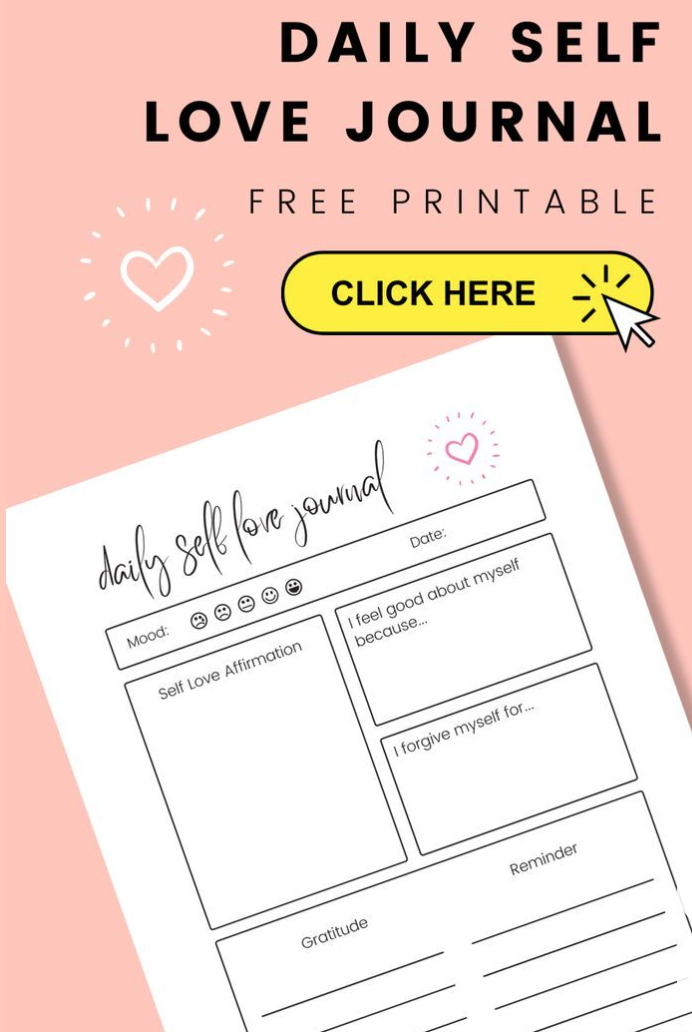 DAILY SELF
LOVE JOURNAL
FREE PRINTABLE
CLICK HERE
daily self love journal
Mood:
Date:
Self Love Affirmation
I feel good about myself
because...
I forgive myself for...
Gratitude
Reminder